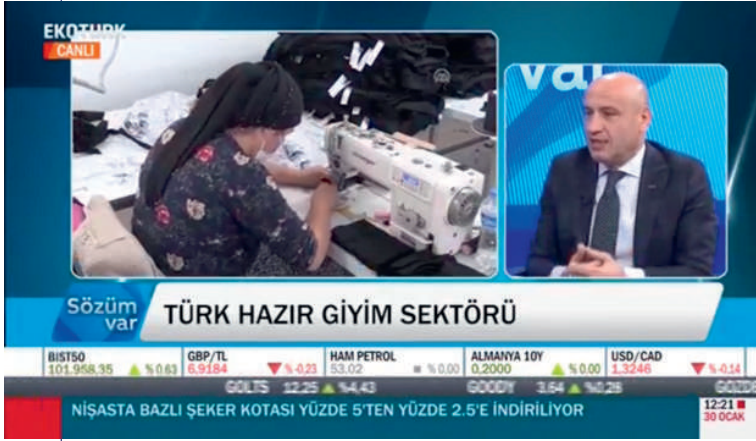 EKOTÜRK
CANLI
var
Sözüm
var
TÜRK HAZIR GİYİM SEKTÖRÜ
BIST50 GBP/TL HAM PETROL ALMANYA 10Y USD/CAD
101.958,35 % 0.63 6,9184 % -0,23 53,02 % 0,00 0,2000 % 0,00 1,3246 % -0,14
GOLTS 12,25 %4,43 GOODY 3,64 %0,28
NİŞASTA BAZLI ŞEKER KOTASI YÜZDE 5'TEN YÜZDE 2.5'E İNDİRİLİYOR
12:21
30 OCAK